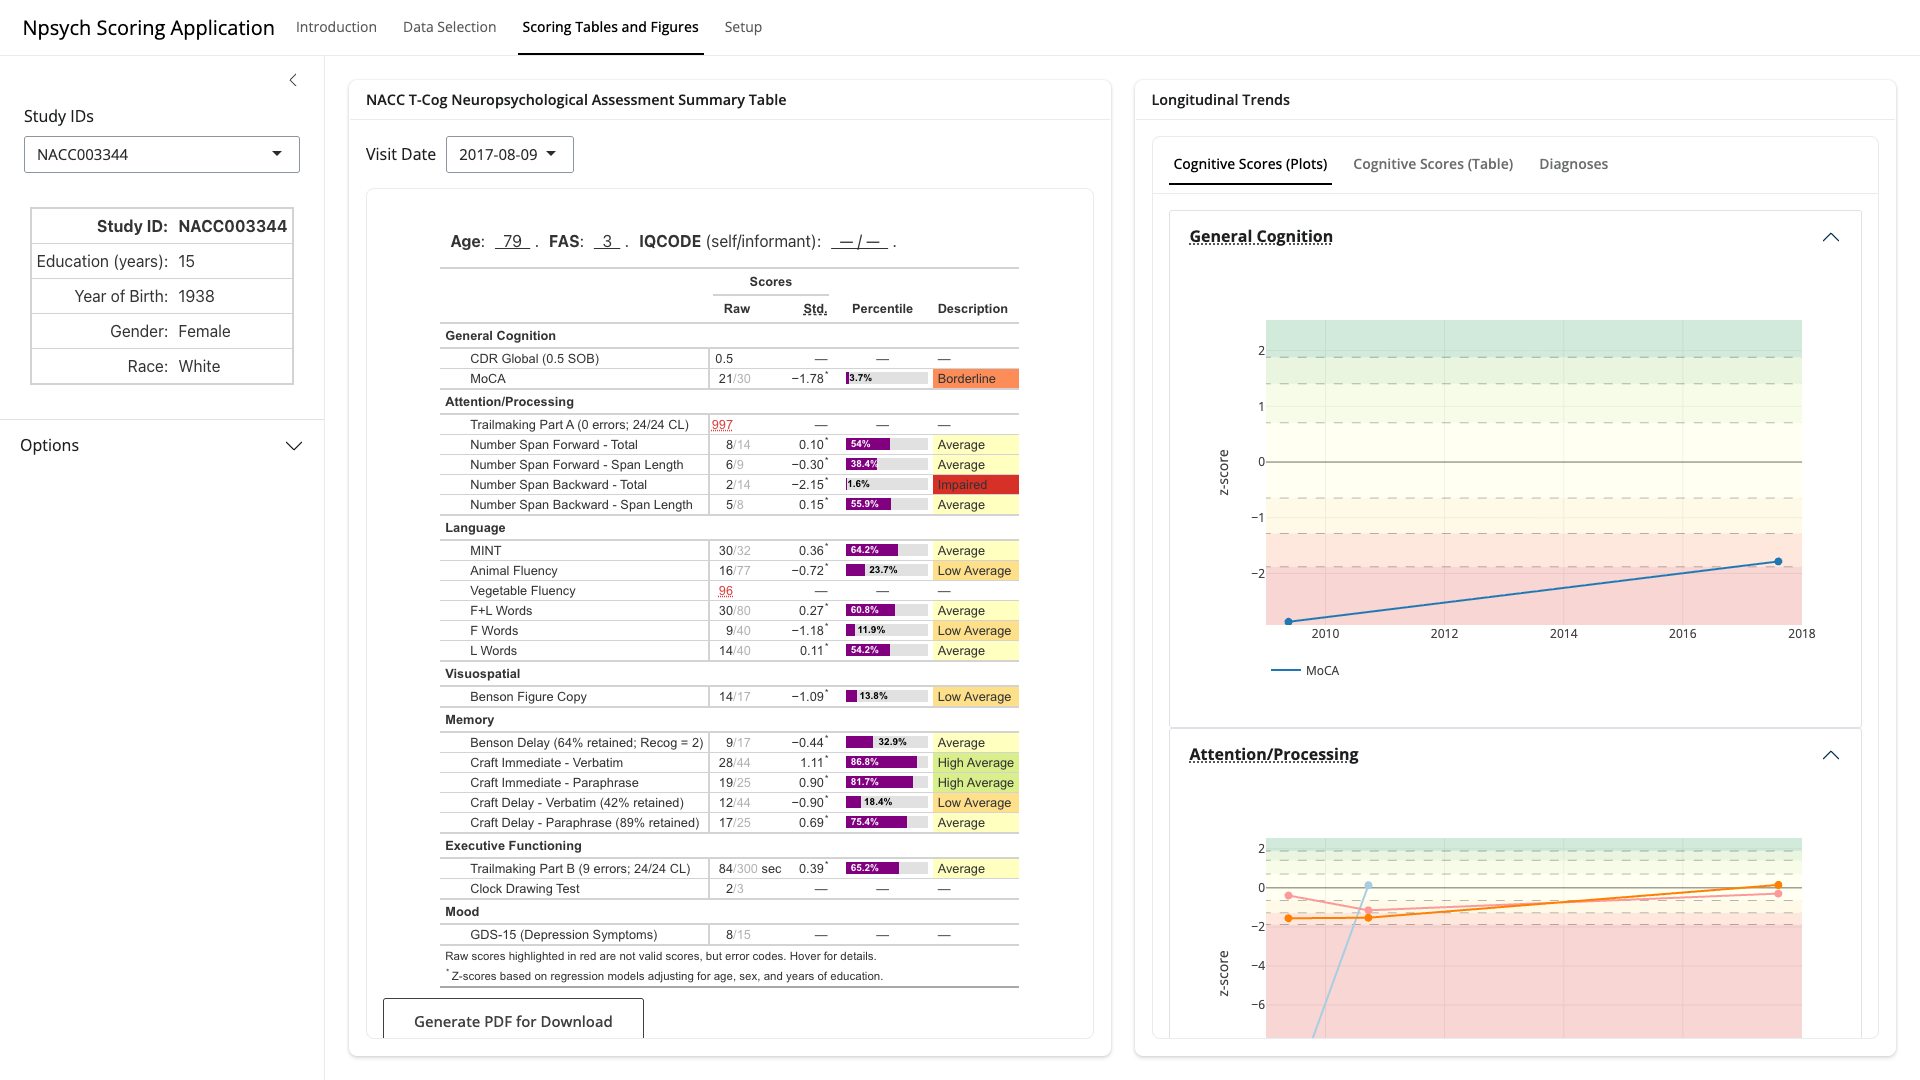 Npsych Scoring Application Introduction Data Selection Scoring Tables and Figures Setup
Study IDs
NACC003344
Study ID: NACC003344
Education (years): 15
Year of Birth: 1938
Gender: Female
Race: White
Options
NACC T-Cog Neuropsychological Assessment Summary Table
Visit Date 2017-08-09
Age: 79 . FAS: 3 . IQCODE (self/informant): — / — .
Scores
Raw Std. Percentile Description
General Cognition
CDR Global (0.5 SOB) 0.5 — — —
MoCA 21/30 −1.78* 3.7% Borderline
Attention/Processing
Trailmaking Part A (0 errors; 24/24 CL) 997 — — —
Number Span Forward - Total 8/14 0.10* 54% Average
Number Span Forward - Span Length 6/9 −0.30* 38.4% Average
Number Span Backward - Total 2/14 −2.15* 1.6% Impaired
Number Span Backward - Span Length 5/8 0.15* 55.9% Average
Language
MINT 30/32 0.36* 64.2% Average
Animal Fluency 16/77 −0.72* 23.7% Low Average
Vegetable Fluency 96 — — —
F+L Words 30/80 0.27* 60.8% Average
F Words 9/40 −1.18* 11.9% Low Average
L Words 14/40 0.11* 54.2% Average
Visuospatial
Benson Figure Copy 14/17 −1.09* 13.8% Low Average
Memory
Benson Delay (64% retained; Recog = 2) 9/17 −0.44* 32.9% Average
Craft Immediate - Verbatim 28/44 1.11* 86.8% High Average
Craft Immediate - Paraphrase 19/25 0.90* 81.7% High Average
Craft Delay - Verbatim (42% retained) 12/44 −0.90* 18.4% Low Average
Craft Delay - Paraphrase (89% retained) 17/25 0.69* 75.4% Average
Executive Functioning
Trailmaking Part B (9 errors; 24/24 CL) 84/300 sec 0.39* 65.2% Average
Clock Drawing Test 2/3 — — —
Mood
GDS-15 (Depression Symptoms) 8/15 — — —
Raw scores highlighted in red are not valid scores, but error codes. Hover for details.
* Z-scores based on regression models adjusting for age, sex, and years of education.
Generate PDF for Download
Longitudinal Trends
Cognitive Scores (Plots) Cognitive Scores (Table) Diagnoses
General Cognition
2
1
0
−1
−2
z-score
2010 2012 2014 2016 2018
MoCA
Attention/Processing
2
0
−2
−4
−6
z-score